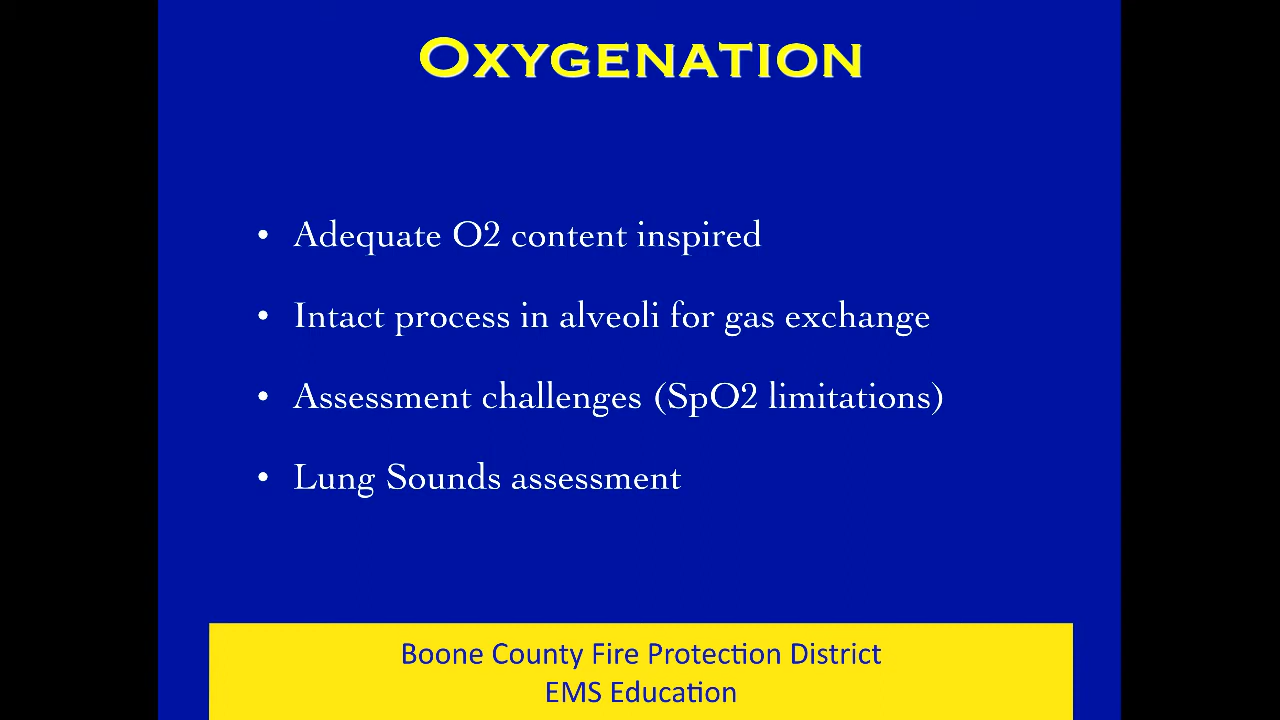 OXYGENATION
• Adequate O2 content inspired
• Intact process in alveoli for gas exchange
• Assessment challenges (SpO2 limitations)
• Lung Sounds assessment
Boone County Fire Protection District
EMS Education